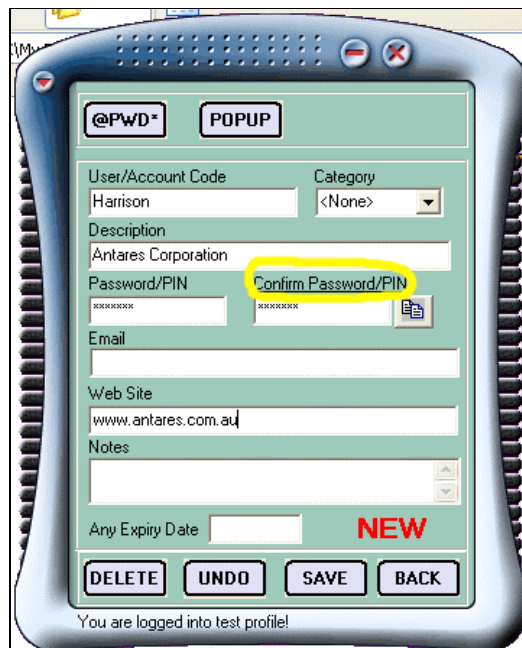 \My
@PWD* POPUP
User/Account Code Category
Harrison <None>
Description
Antares Corporation
Password/PIN Confirm Password/PIN
******* *******
Email
Web Site
www.antares.com.au
Notes
Any Expiry Date NEW
DELETE UNDO SAVE BACK
You are logged into test profile!